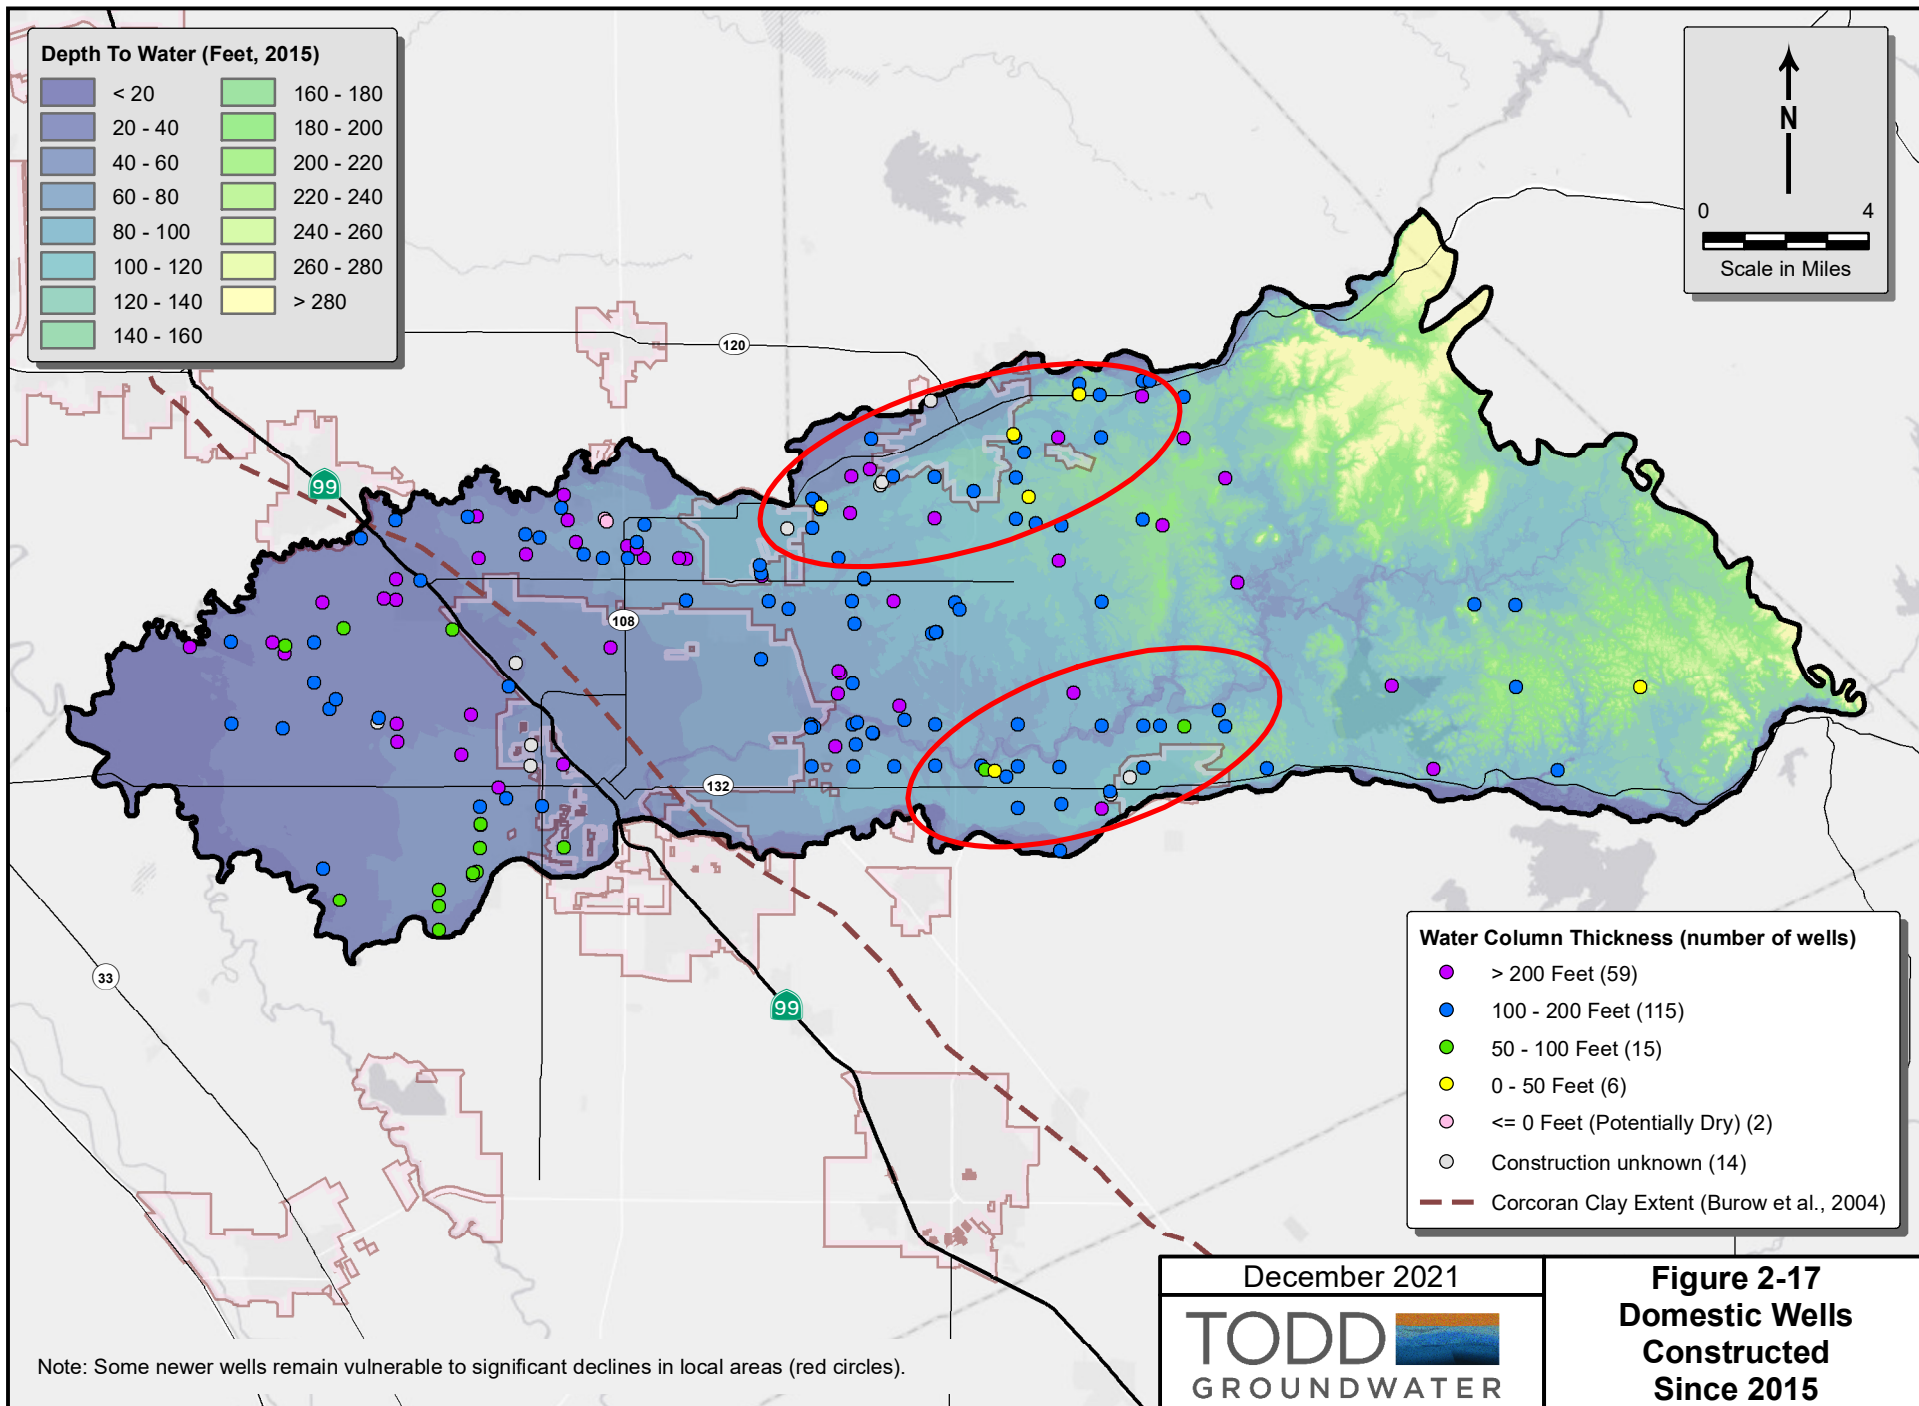 Depth To Water (Feet, 2015)
< 20
20 - 40
40 - 60
60 - 80
80 - 100
100 - 120
120 - 140
140 - 160
160 - 180
180 - 200
200 - 220
220 - 240
240 - 260
260 - 280
> 280
N
0 4
Scale in Miles
120
99
108
132
33
99
Water Column Thickness (number of wells)
> 200 Feet (59)
100 - 200 Feet (115)
50 - 100 Feet (15)
0 - 50 Feet (6)
<= 0 Feet (Potentially Dry) (2)
Construction unknown (14)
Corcoran Clay Extent (Burow et al., 2004)
Note: Some newer wells remain vulnerable to significant declines in local areas (red circles).
December 2021
TODD
GROUNDWATER
Figure 2-17
Domestic Wells
Constructed
Since 2015